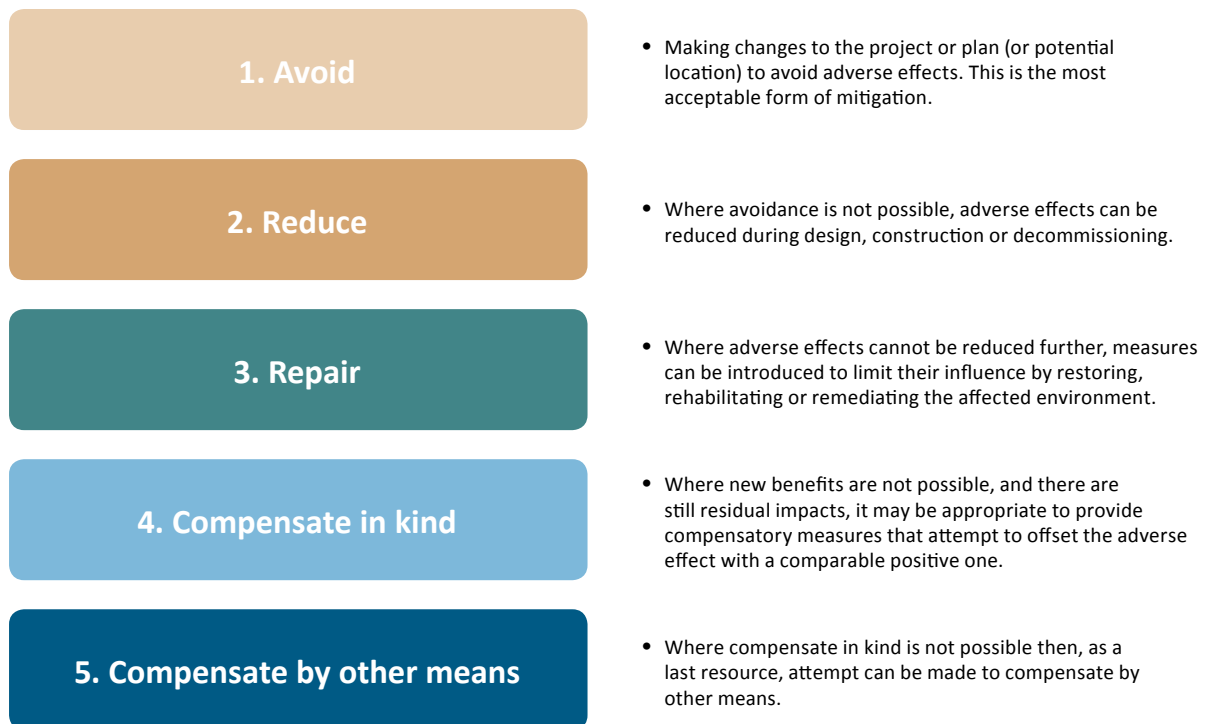 1. Avoid
• Making changes to the project or plan (or potential
location) to avoid adverse effects. This is the most
acceptable form of mitigation.
2. Reduce
• Where avoidance is not possible, adverse effects can be
reduced during design, construction or decommissioning.
3. Repair
• Where adverse effects cannot be reduced further, measures
can be introduced to limit their influence by restoring,
rehabilitating or remediating the affected environment.
4. Compensate in kind
• Where new benefits are not possible, and there are
still residual impacts, it may be appropriate to provide
compensatory measures that attempt to offset the adverse
effect with a comparable positive one.
5. Compensate by other means
• Where compensate in kind is not possible then, as a
last resource, attempt can be made to compensate by
other means.